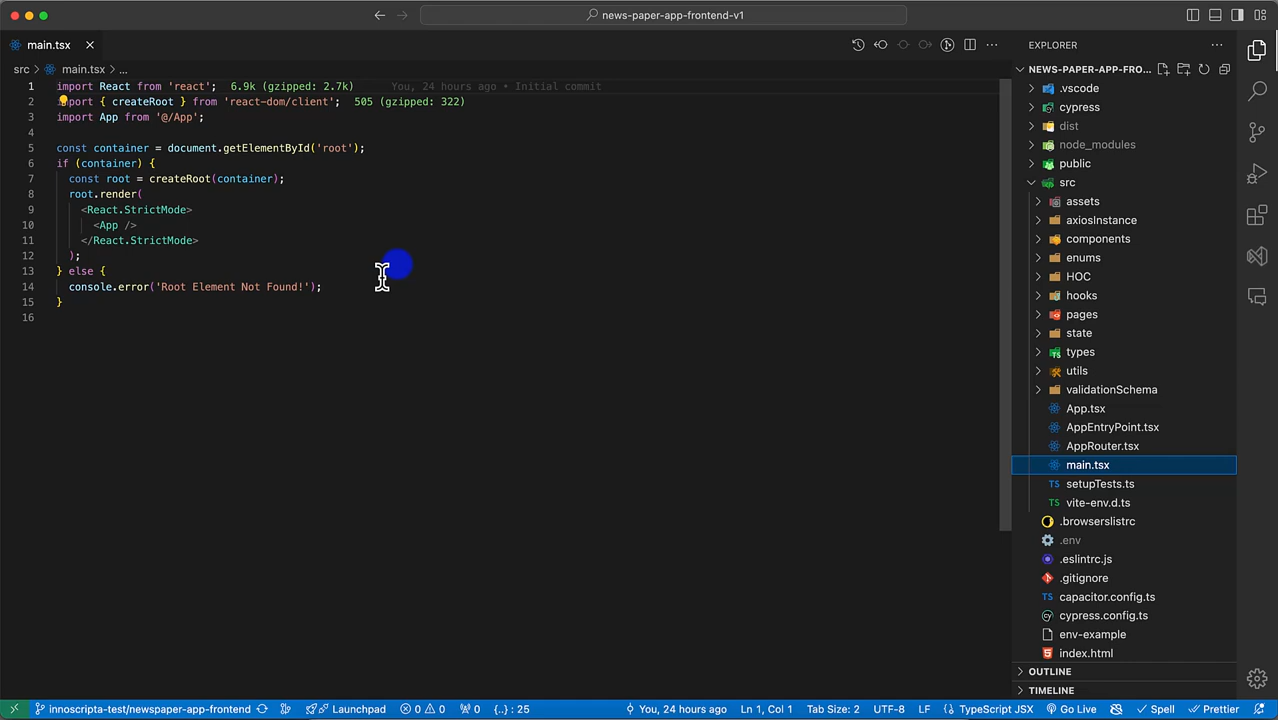 news-paper-app-frontend-v1
main.tsx
src > main.tsx > ...
1 import React from 'react'; 6.9k (gzipped: 2.7k) You, 24 hours ago • Initial commit
2 import { createRoot } from 'react-dom/client'; 505 (gzipped: 322)
3 import App from '@/App';
4
5 const container = document.getElementById('root');
6 if (container) {
7 const root = createRoot(container);
8 root.render(
9 <React.StrictMode>
10 <App />
11 </React.StrictMode>
12 );
13 } else {
14 console.error('Root Element Not Found!');
15 }
16
EXPLORER
NEWS-PAPER-APP-FRO...
.vscode
cypress
dist
node_modules
public
src
assets
axiosInstance
components
enums
HOC
hooks
pages
state
types
utils
validationSchema
App.tsx
AppEntryPoint.tsx
AppRouter.tsx
main.tsx
TS setupTests.ts
TS vite-env.d.ts
.browserslistrc
.env
.eslintrc.js
.gitignore
TS capacitor.config.ts
cypress.config.ts
env-example
index.html
OUTLINE
TIMELINE
innoscripta-test/newspaper-app-frontend Launchpad 0 0 0 {..} : 25 You, 24 hours ago Ln 1, Col 1 Tab Size: 2 UTF-8 LF {} TypeScript JSX Go Live Spell Prettier